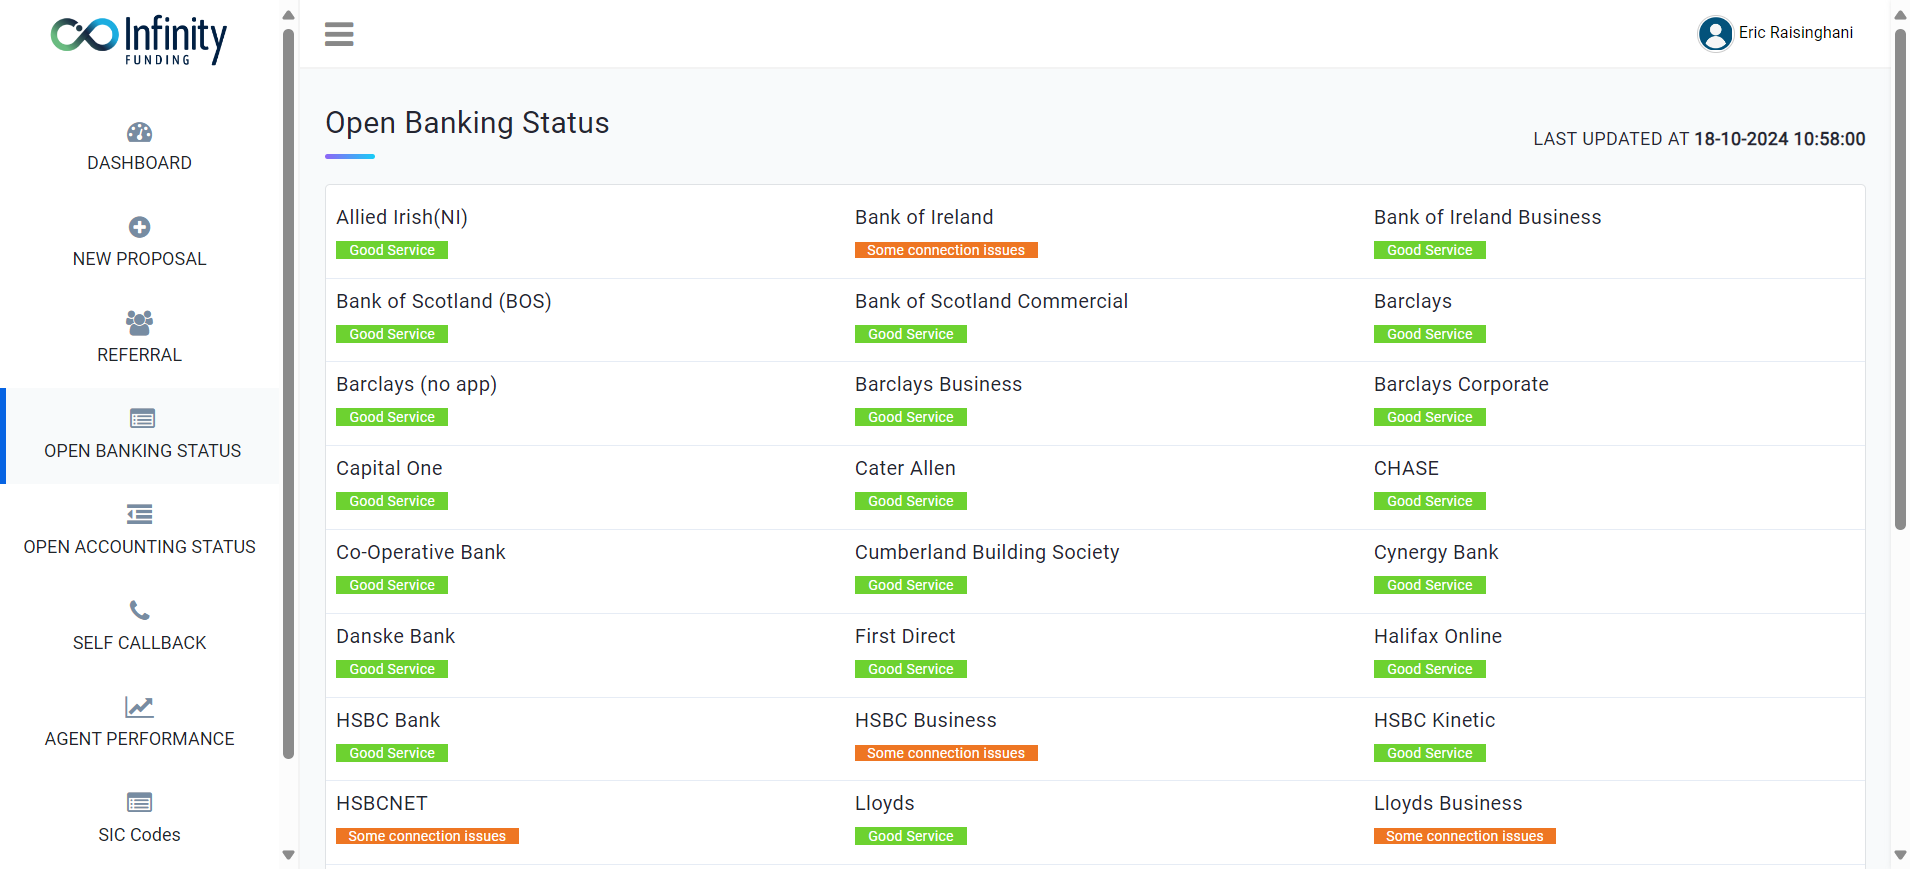 Infinity
FUNDING
Eric Raisinghani
DASHBOARD
NEW PROPOSAL
REFERRAL
OPEN BANKING STATUS
OPEN ACCOUNTING STATUS
SELF CALLBACK
AGENT PERFORMANCE
SIC Codes
Open Banking Status
LAST UPDATED AT 18-10-2024 10:58:00
Allied Irish(NI)
Good Service
Bank of Ireland
Some connection issues
Bank of Ireland Business
Good Service
Bank of Scotland (BOS)
Good Service
Bank of Scotland Commercial
Good Service
Barclays
Good Service
Barclays (no app)
Good Service
Barclays Business
Good Service
Barclays Corporate
Good Service
Capital One
Good Service
Cater Allen
Good Service
CHASE
Good Service
Co-Operative Bank
Good Service
Cumberland Building Society
Good Service
Cynergy Bank
Good Service
Danske Bank
Good Service
First Direct
Good Service
Halifax Online
Good Service
HSBC Bank
Good Service
HSBC Business
Some connection issues
HSBC Kinetic
Good Service
HSBCNET
Some connection issues
Lloyds
Good Service
Lloyds Business
Some connection issues